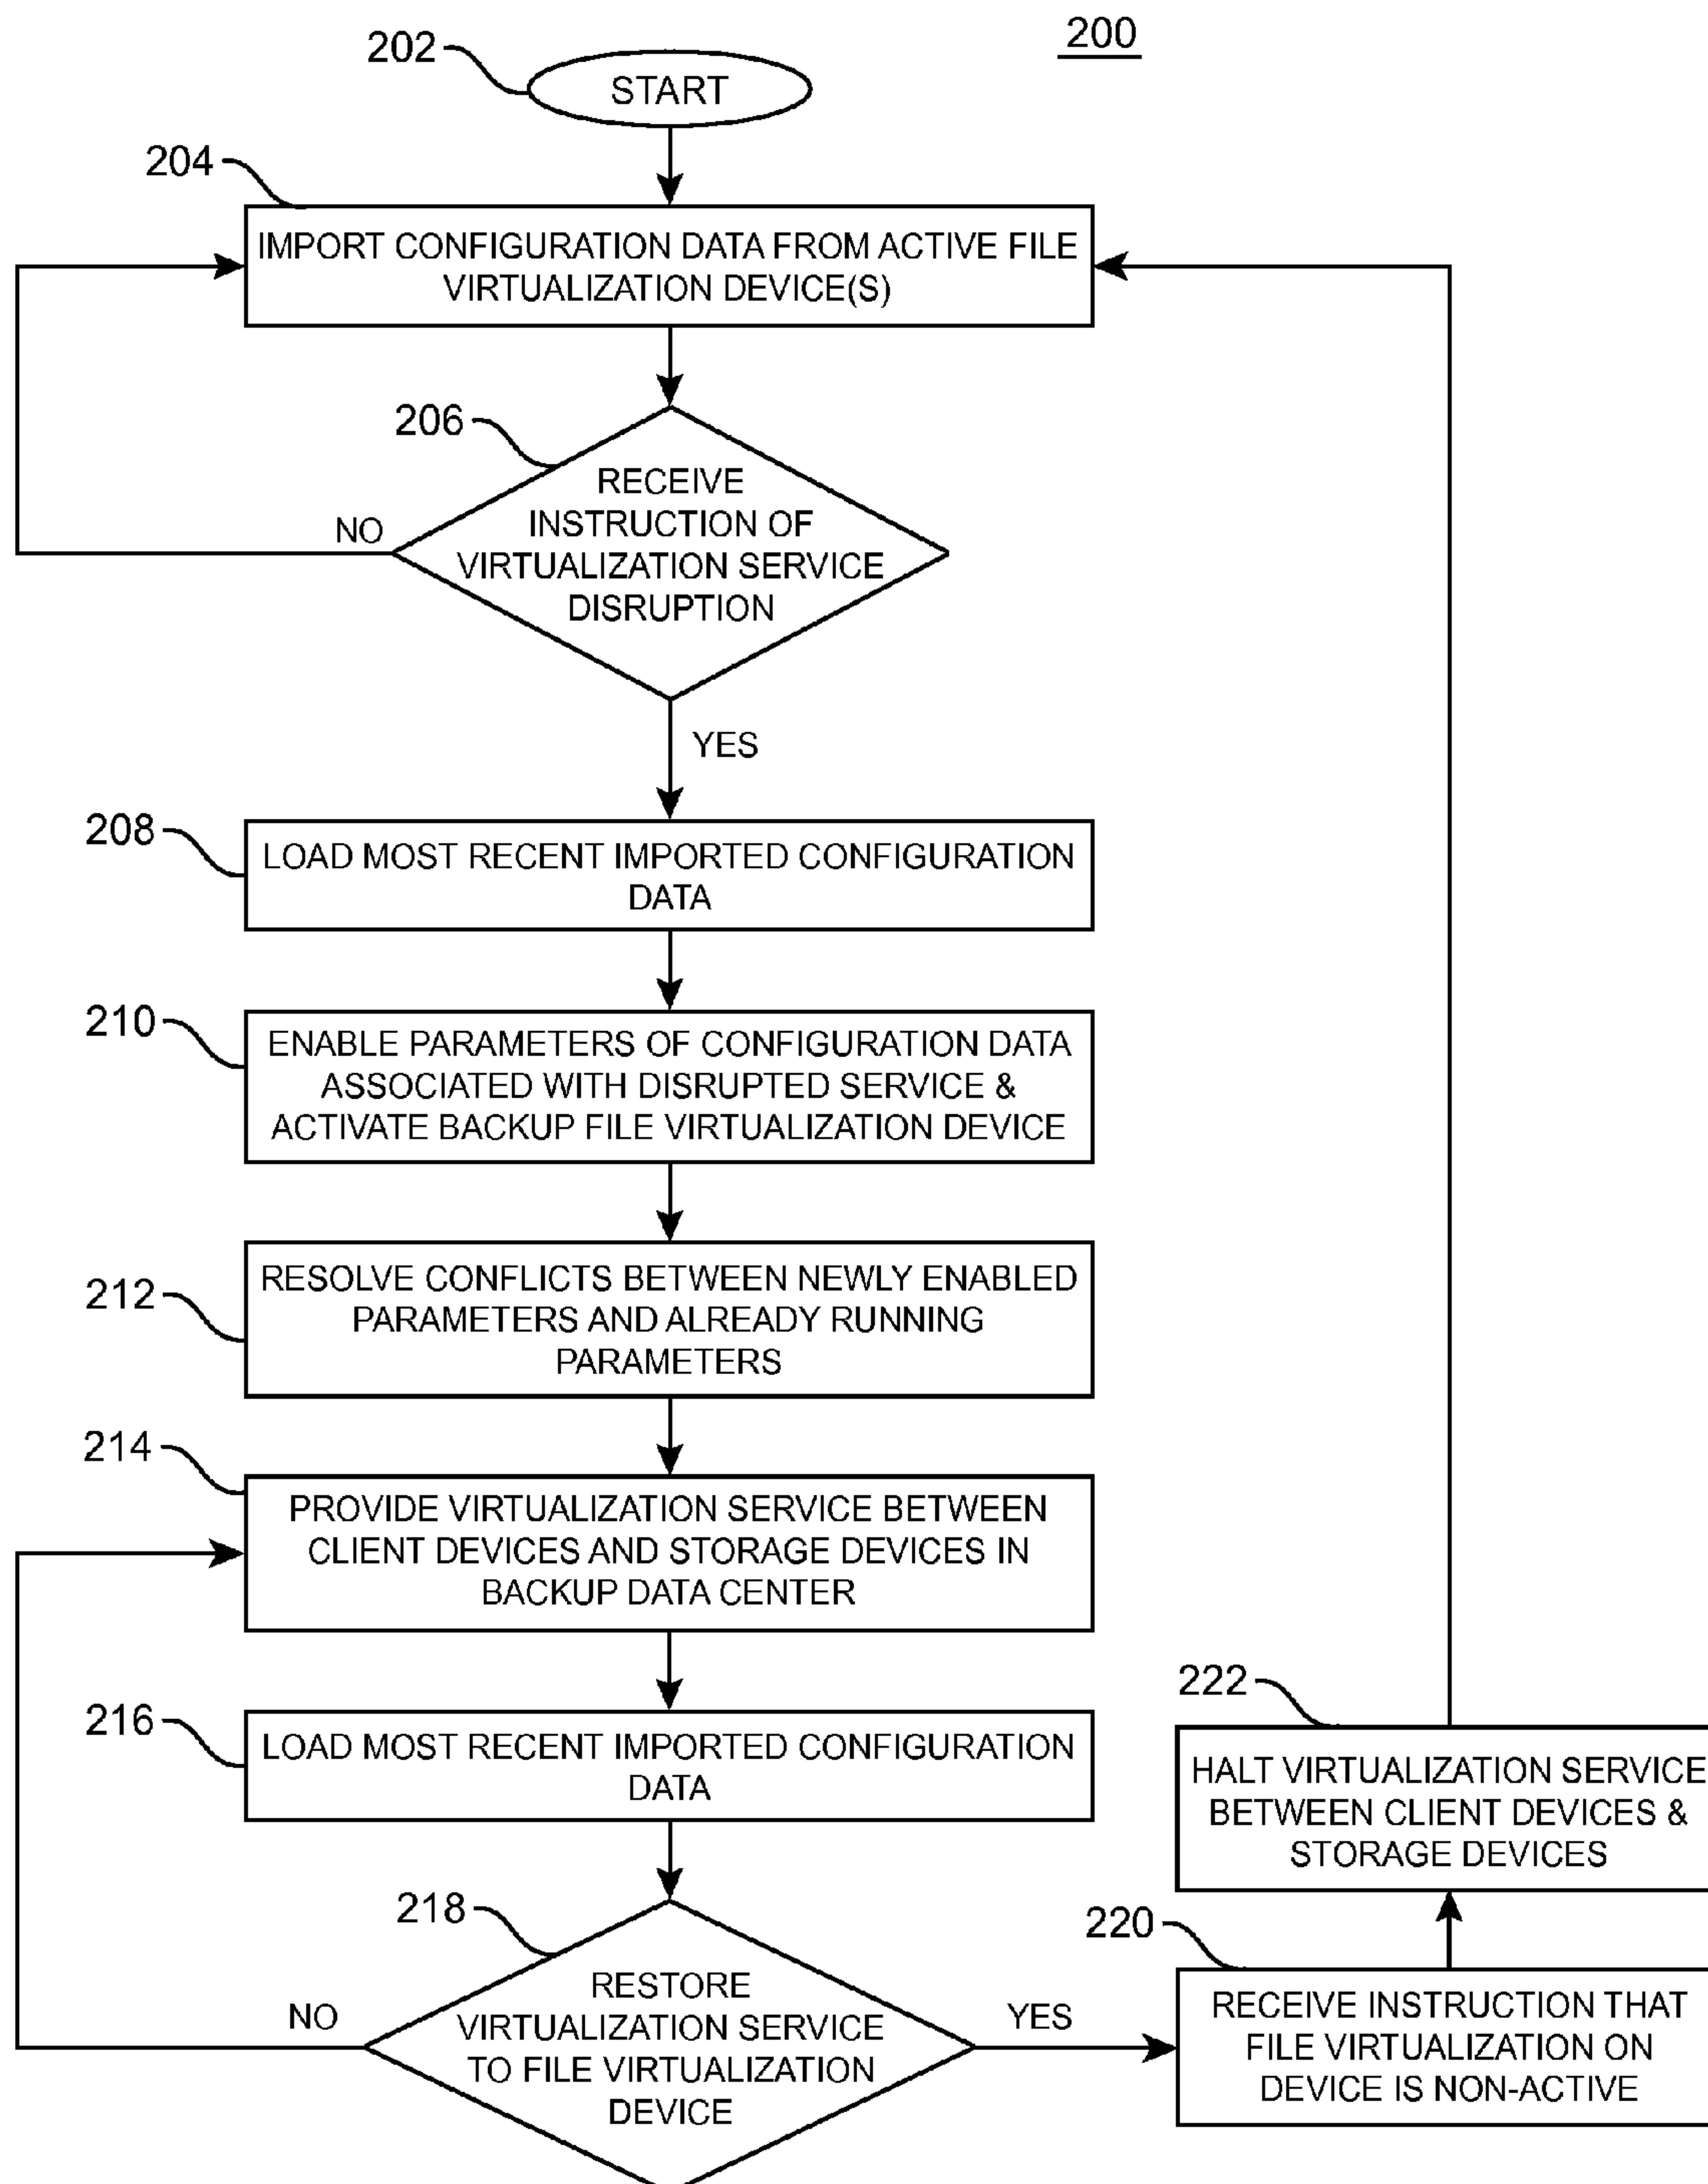 200
202
START
204
IMPORT CONFIGURATION DATA FROM ACTIVE FILE
VIRTUALIZATION DEVICE(S)
206
RECEIVE
INSTRUCTION OF
VIRTUALIZATION SERVICE
DISRUPTION
NO
YES
208
LOAD MOST RECENT IMPORTED CONFIGURATION
DATA
210
ENABLE PARAMETERS OF CONFIGURATION DATA
ASSOCIATED WITH DISRUPTED SERVICE &
ACTIVATE BACKUP FILE VIRTUALIZATION DEVICE
212
RESOLVE CONFLICTS BETWEEN NEWLY ENABLED
PARAMETERS AND ALREADY RUNNING
PARAMETERS
214
PROVIDE VIRTUALIZATION SERVICE BETWEEN
CLIENT DEVICES AND STORAGE DEVICES IN
BACKUP DATA CENTER
216
LOAD MOST RECENT IMPORTED CONFIGURATION
DATA
218
RESTORE
VIRTUALIZATION SERVICE
TO FILE VIRTUALIZATION
DEVICE
NO
YES
220
RECEIVE INSTRUCTION THAT
FILE VIRTUALIZATION ON
DEVICE IS NON-ACTIVE
222
HALT VIRTUALIZATION SERVICE
BETWEEN CLIENT DEVICES &
STORAGE DEVICES